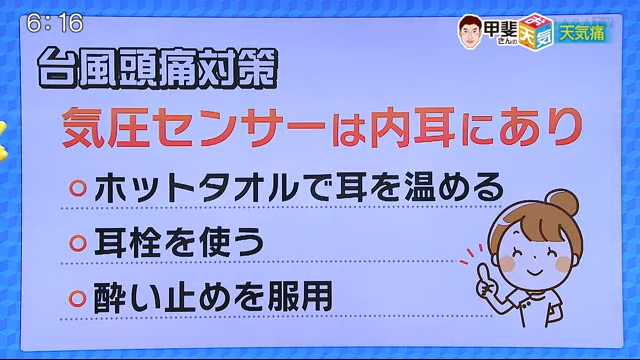 6:16
甲斐さんのお天気
天気痛
台風頭痛対策
気圧センサーは内耳にあり
ホットタオルで耳を温める
耳栓を使う
酔い止めを服用